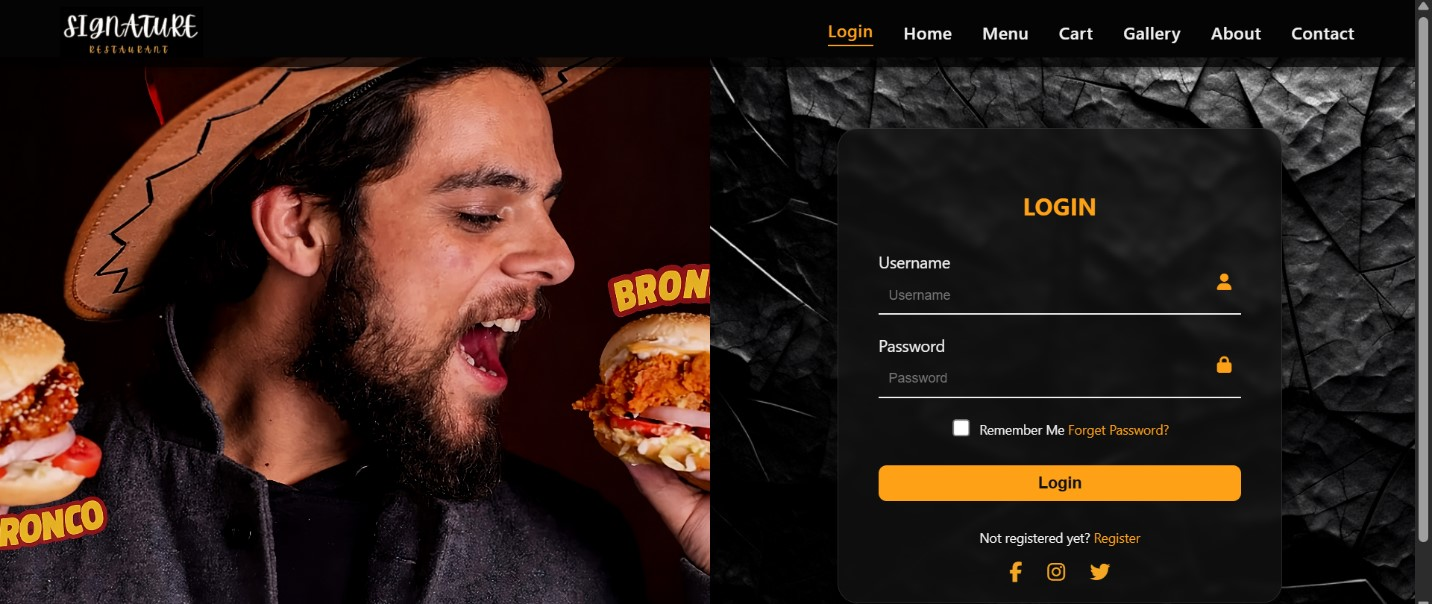 SIGNATURE
RESTAURANT
Login Home Menu Cart Gallery About Contact
BRON
RONCO
LOGIN
Username
Username
Password
Password
Remember Me Forget Password?
Login
Not registered yet? Register